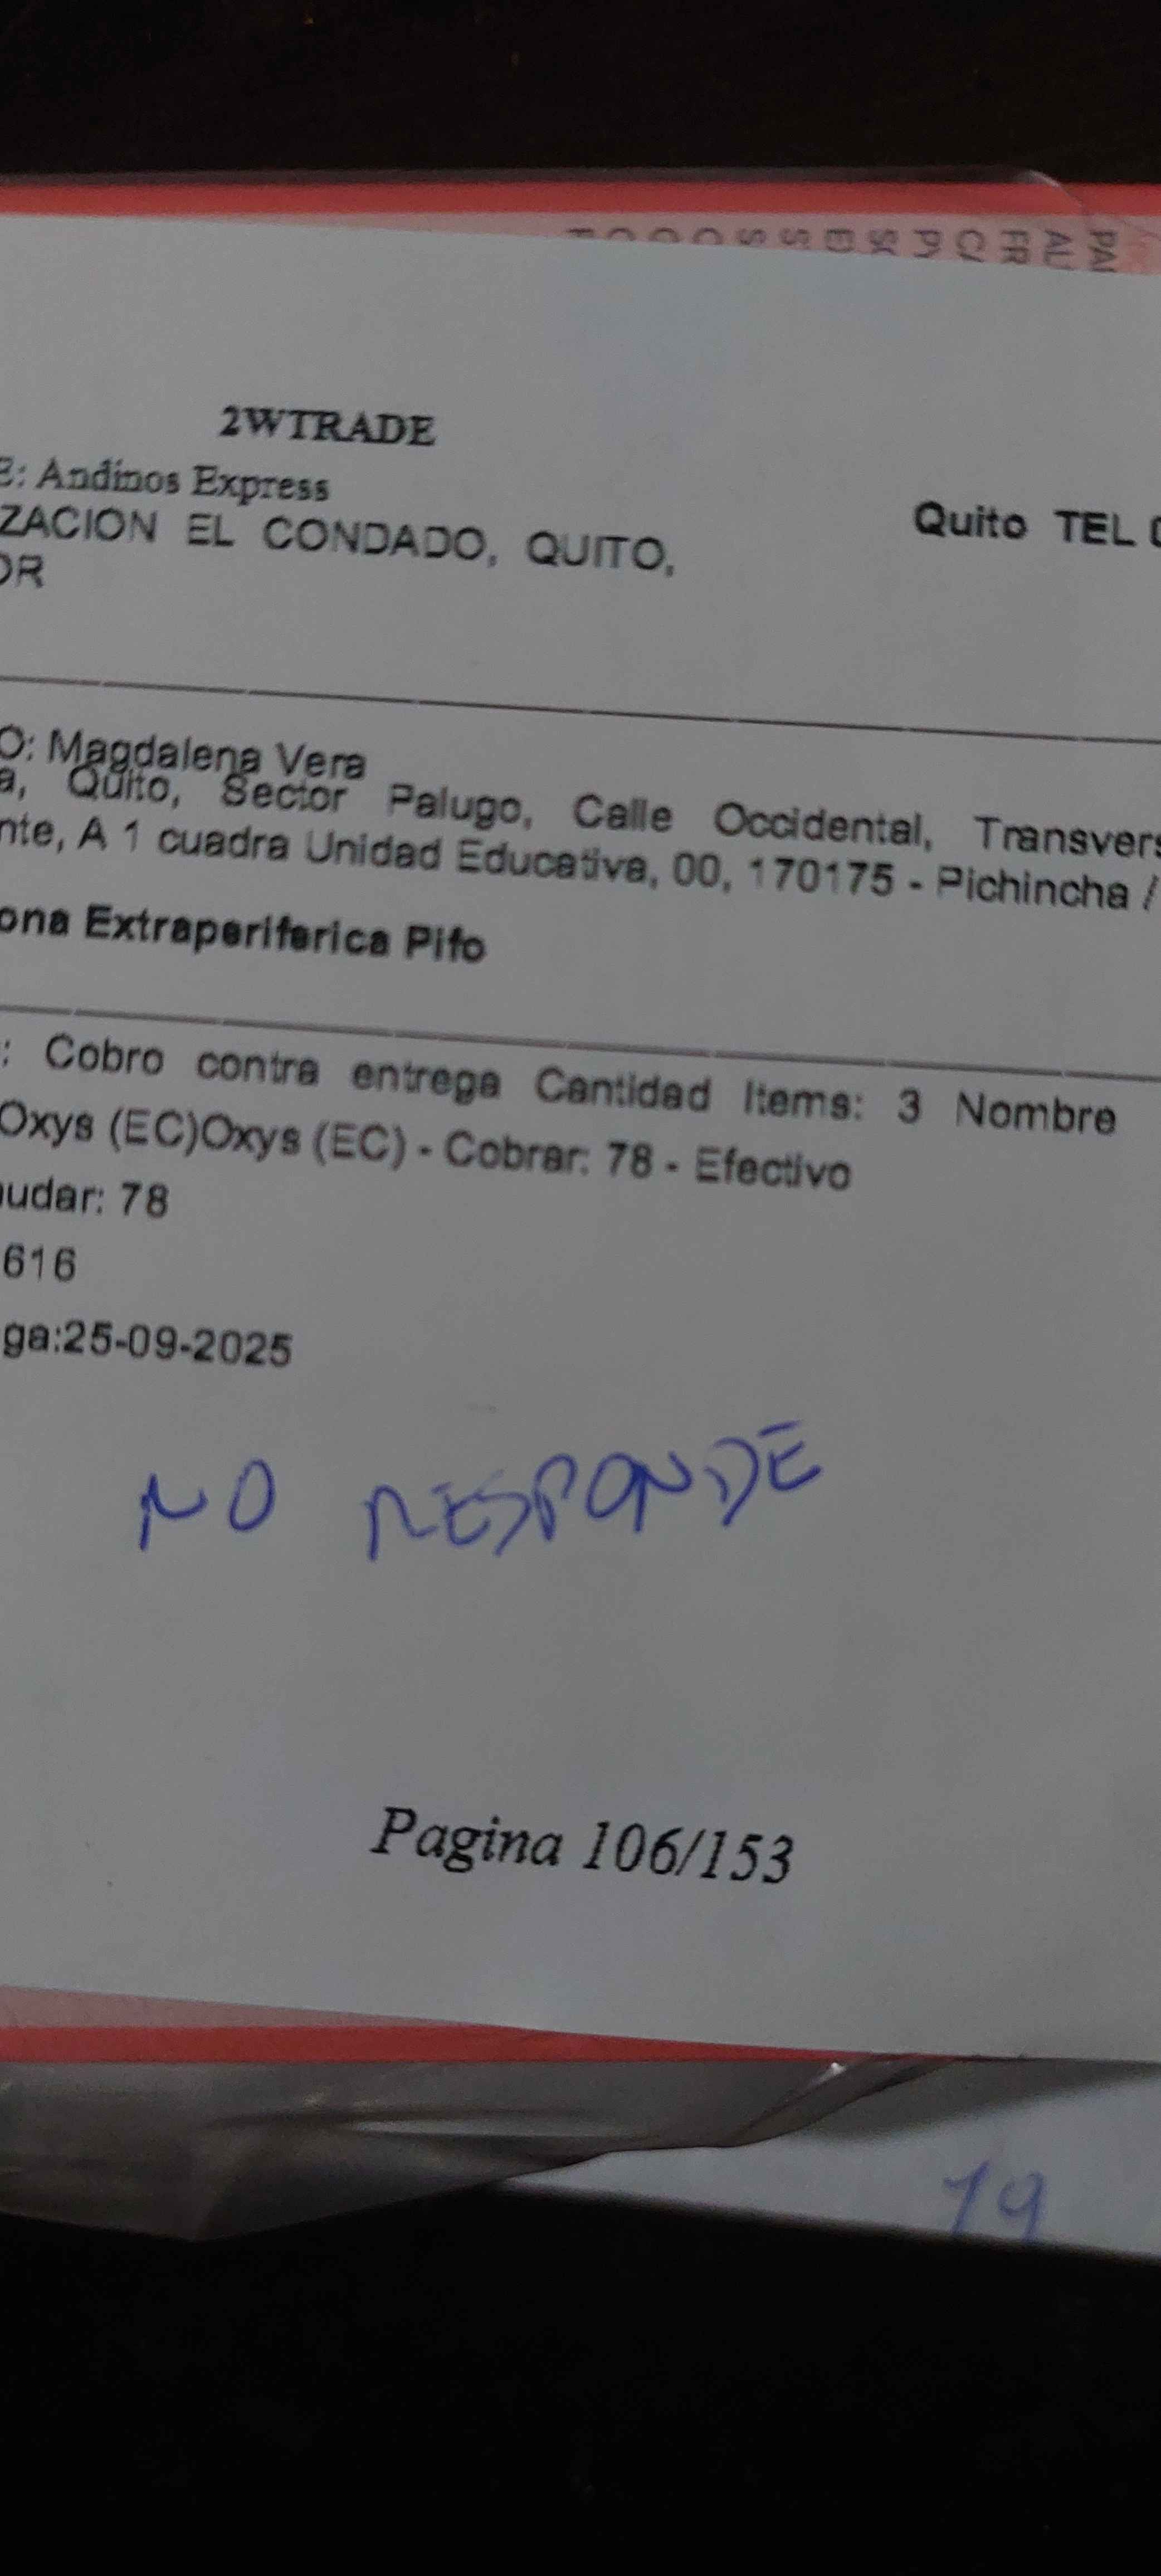 2WTRADE
E: Andinos Express
ZACION EL CONDADO, QUITO,
OR
Quito TEL
O: Magdalena Vera
a, Quito, Sector Palugo, Calle Occidental, Transvers
nte, A 1 cuadra Unidad Educativa, 00, 170175 - Pichincha /
ona Extraperiferica Pifo
: Cobro contra entrega Cantidad Items: 3 Nombre
Oxys (EC)Oxys (EC) - Cobrar: 78 - Efectivo
udar: 78
616
ga:25-09-2025
NO RESPONDE
Pagina 106/153
19